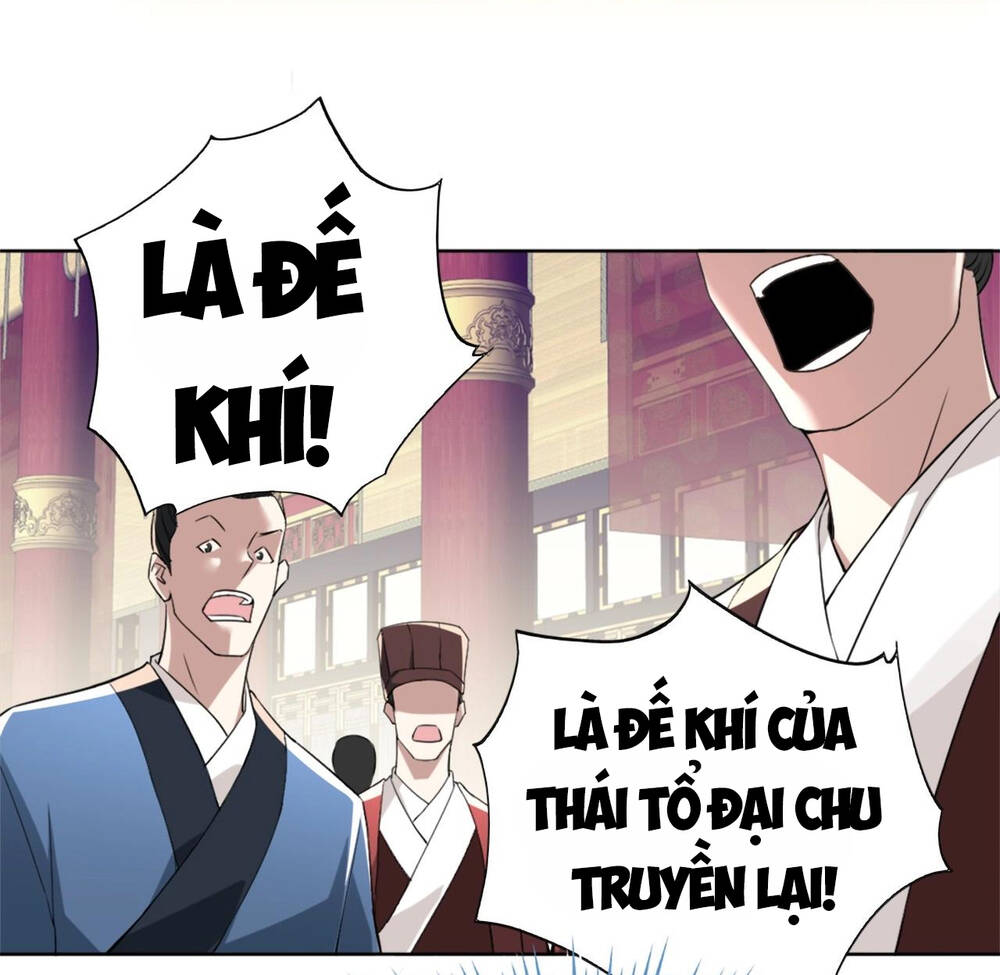 LÀ ĐẾ
KHÍ!
LÀ ĐẾ KHÍ CỦA
THÁI TỔ ĐẠI CHU
TRUYỀN LẠI!